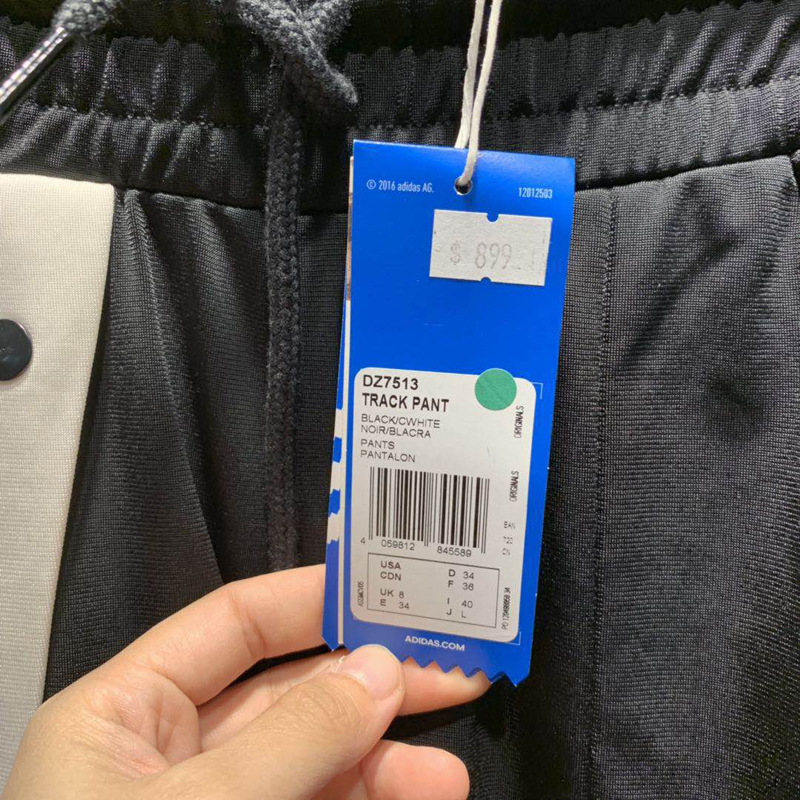 © 2016 adidas AG.
12012503
$ 899
DZ7513
TRACK PANT
BLACK/CWHITE
NOIR/BLACRA
PANTS
PANTALON
ORIGINALS
ORIGINALS
EAN
4 059812 845589
USA
CDN
UK 8
E 34
D 34
F 36
I 40
J L
ADIDAS.COM